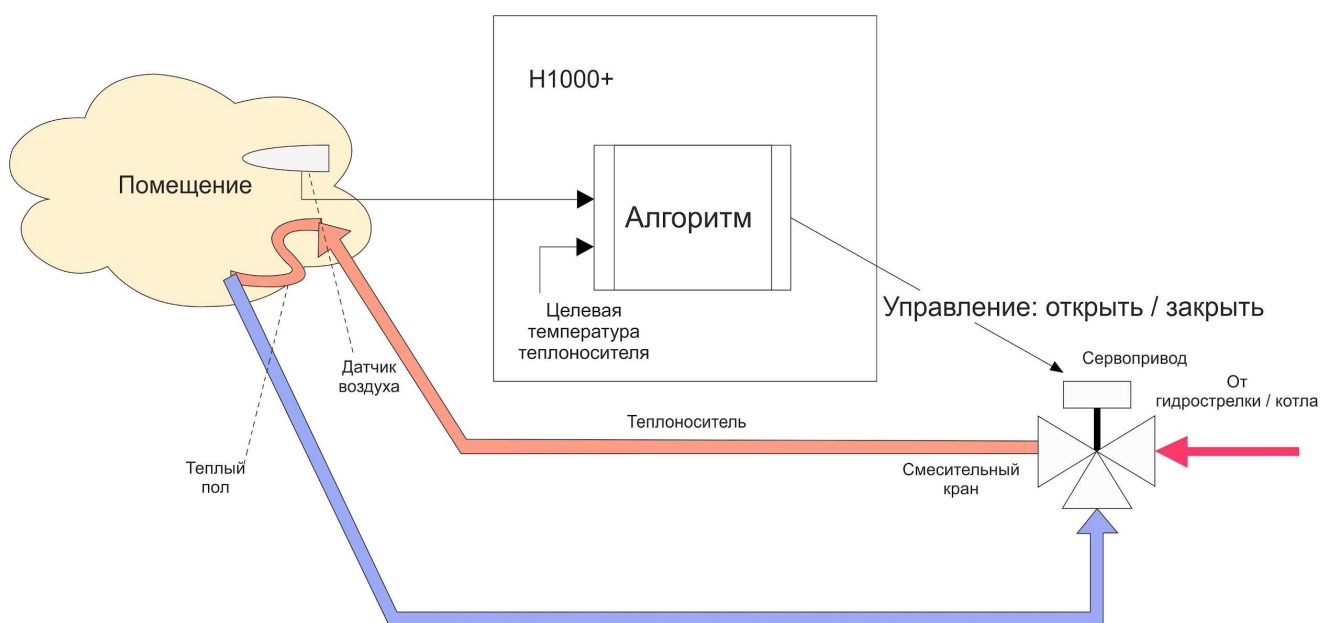 H1000+
Помещение
Алгоритм
Целевая
температура
теплоносителя
Управление: открыть / закрыть
Сервопривод
От
гидрострелки / котла
Датчик
воздуха
Теплоноситель
Смесительный
кран
Теплый
пол